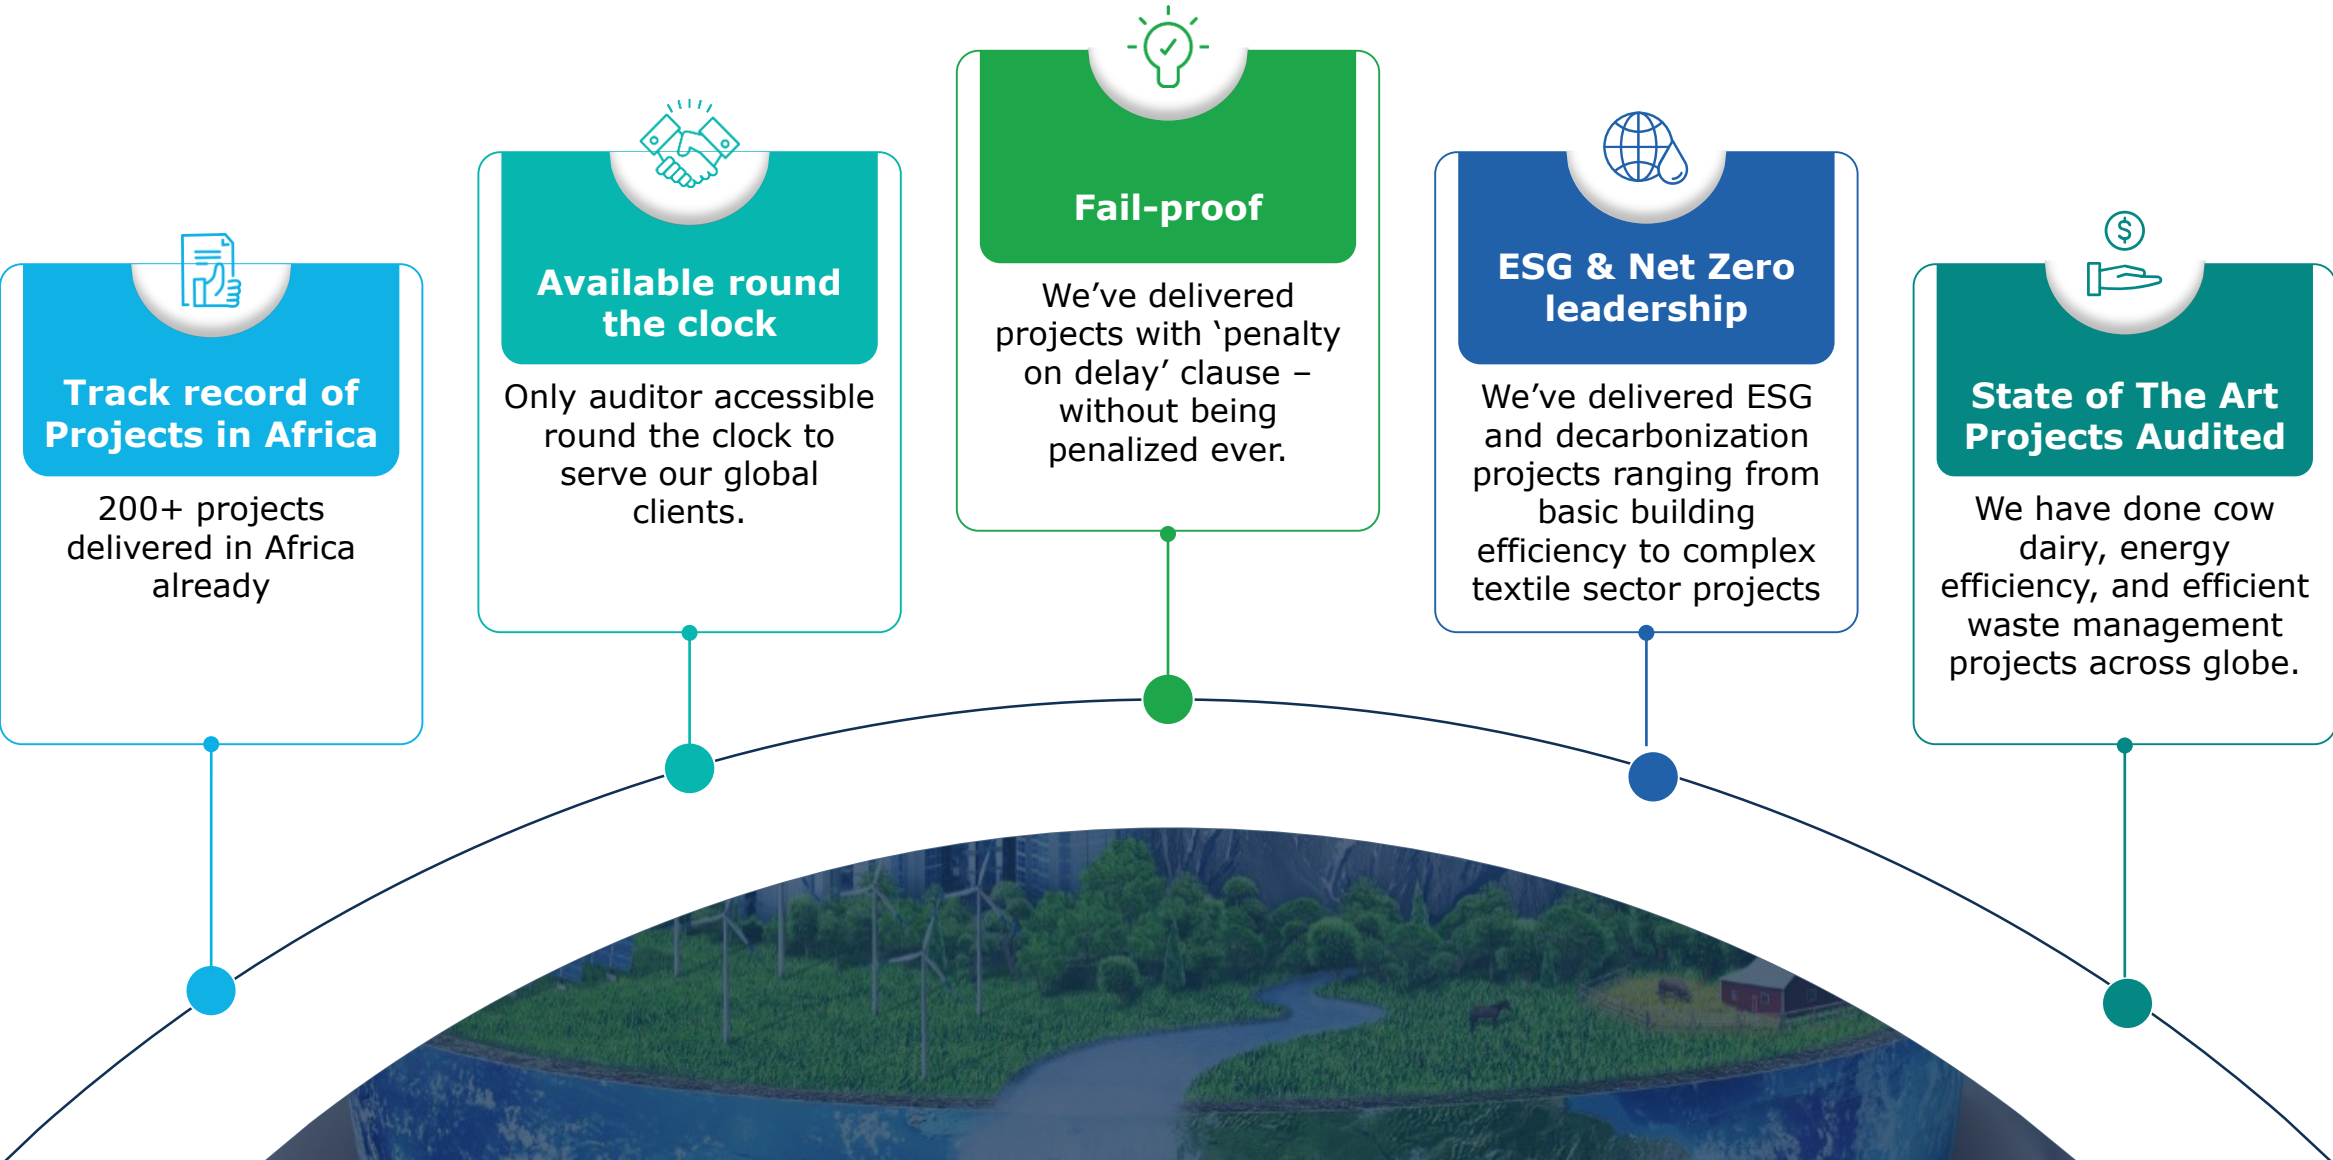 Track record of
Projects in Africa
200+ projects
delivered in Africa
already
Available round
the clock
Only auditor accessible
round the clock to
serve our global
clients.
Fail-proof
We’ve delivered
projects with ‘penalty
on delay’ clause –
without being
penalized ever.
ESG & Net Zero
leadership
We’ve delivered ESG
and decarbonization
projects ranging from
basic building
efficiency to complex
textile sector projects
$
State of The Art
Projects Audited
We have done cow
dairy, energy
efficiency, and efficient
waste management
projects across globe.